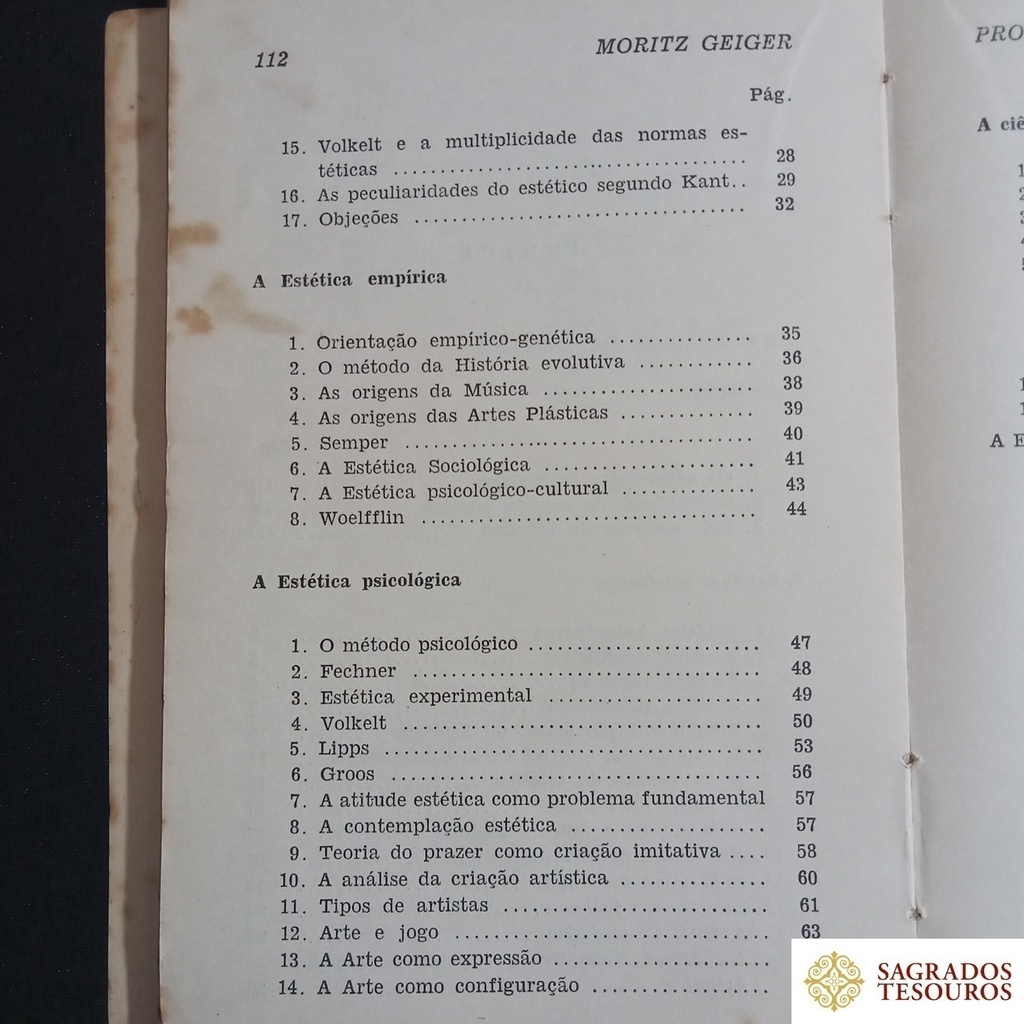 112
MORITZ GEIGER
Pág.
15. Volkelt e a multiplicidade das normas es-
téticas ........................................ 28
16. As peculiaridades do estético segundo Kant.. 29
17. Objeções .................................... 32
A Estética empírica
1. Orientação empírico-genética ............... 35
2. O método da História evolutiva ............ 36
3. As origens da Música ...................... 38
4. As origens das Artes Plásticas ............. 39
5. Semper ..................................... 40
6. A Estética Sociológica ...................... 41
7. A Estética psicológico-cultural .............. 43
8. Woelfflin .................................... 44
A Estética psicológica
1. O método psicológico ........................ 47
2. Fechner ..................................... 48
3. Estética experimental ...................... 49
4. Volkelt ...................................... 50
5. Lipps ........................................ 53
6. Groos ....................................... 56
7. A atitude estética como problema fundamental 57
8. A contemplação estética .................... 57
9. Teoria do prazer como criação imitativa .... 58
10. A análise da criação artística ................ 60
11. Tipos de artistas ............................ 61
12. Arte e jogo .................................. 63
13. A Arte como expressão .......................
14. A Arte como configuração ...................
PRO
A ciê
A E
SAGRADOS
TESOUROS